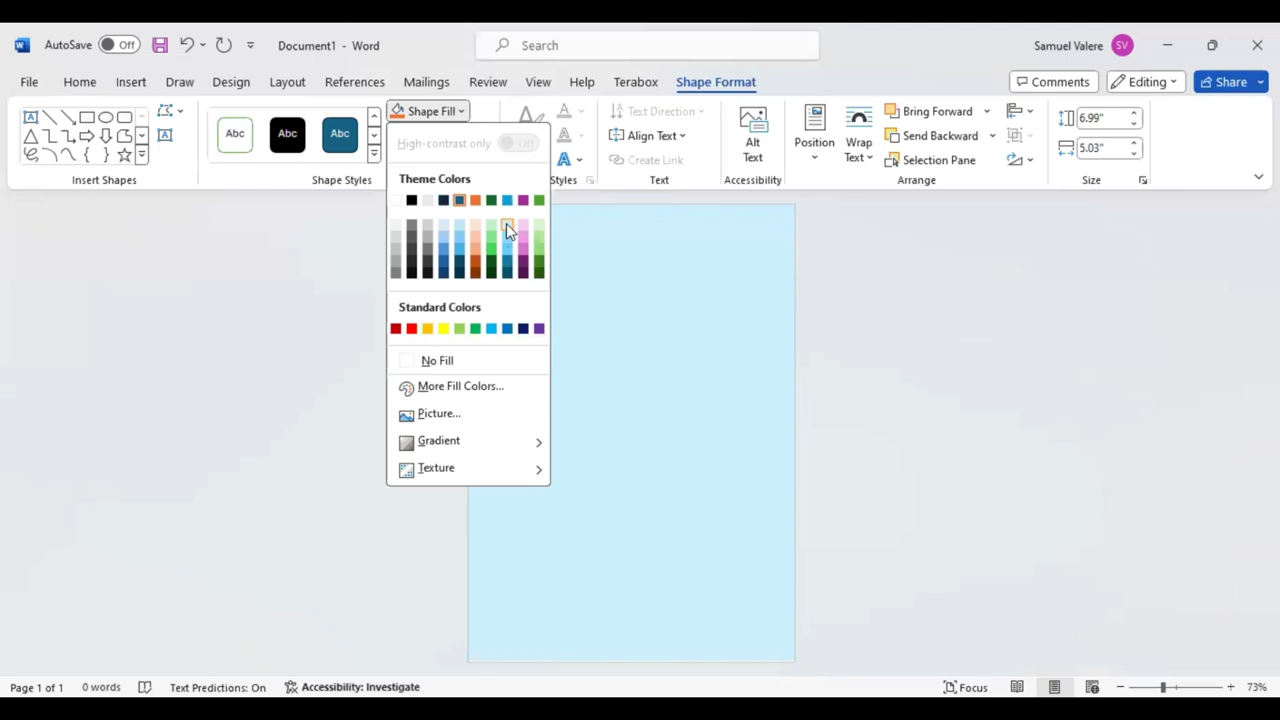 AutoSave Off Document1 - Word Search Samuel Valere SV
File Home Insert Draw Design Layout References Mailings Review View Help Terabox Shape Format Comments Editing Share
Abc Abc Abc
Insert Shapes
Shape Styles
Shape Fill
High-contrast only Off
Theme Colors
Standard Colors
No Fill
More Fill Colors...
Picture...
Gradient
Texture
Styles
Text Direction
Align Text
Create Link
Text
Alt
Text
Accessibility
Position
Wrap
Text
Bring Forward
Send Backward
Selection Pane
Arrange
6.99"
5.03"
Size
Page 1 of 1 0 words Text Predictions: On Accessibility: Investigate Focus 73%